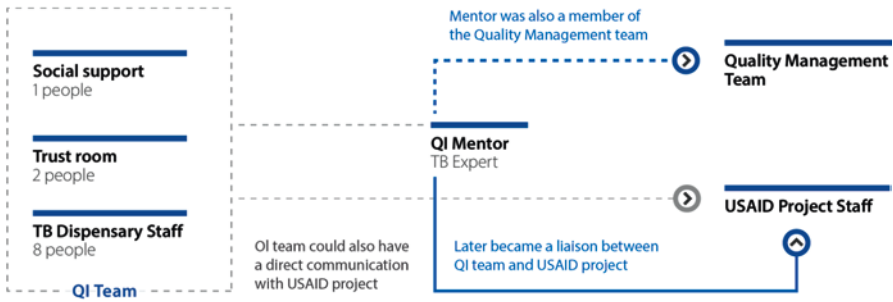 Social support
1 people
Trust room
2 people
TB Dispensary Staff
8 people
QI Team
Mentor was also a member of
the Quality Management team
QI Mentor
TB Expert
OI team could also have
a direct communication
with USAID project
Later became a liaison between
QI team and USAID project
Quality Management
Team
USAID Project Staff